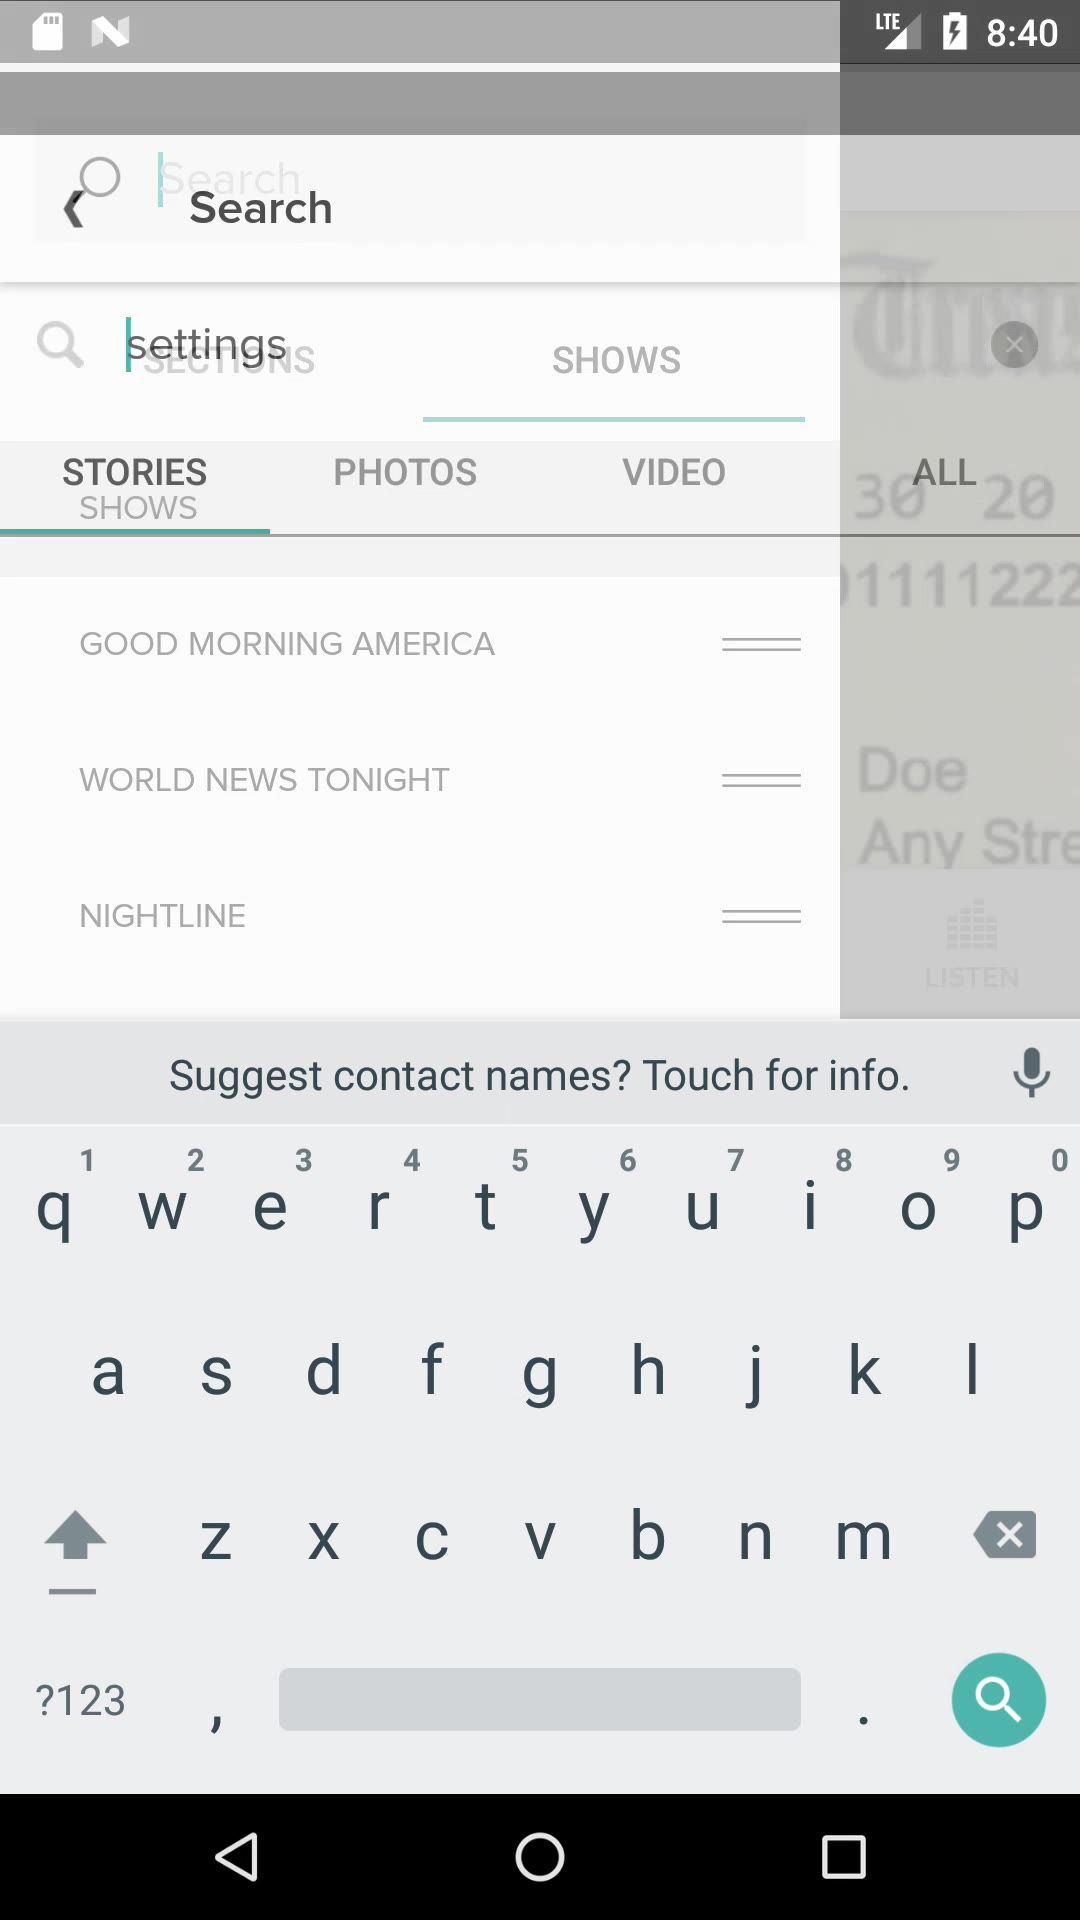 LTE 8:40
Search
Search
settings
SECTIONS SHOWS
STORIES PHOTOS VIDEO ALL
SHOWS
30 20
01111222
GOOD MORNING AMERICA
WORLD NEWS TONIGHT
Doe
Any Stre
NIGHTLINE
LISTEN
Suggest contact names? Touch for info.
1 2 3 4 5 6 7 8 9 0
q w e r t y u i o p
a s d f g h j k l
z x c v b n m
?123 , .